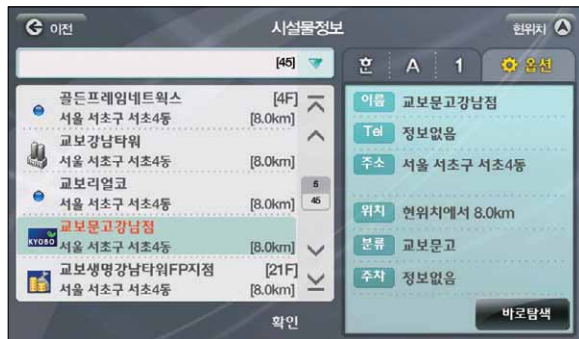 이전
시설물정보
현위치
[45]
훈 A 1 옵션
골든프레임네트웍스 [4F]
서울 서초구 서초4동 [8.0km]
교보강남타워
서울 서초구 서초4동 [8.0km]
교보리얼코
서울 서초구 서초4동 [8.0km]
교보문고강남점
KYOBO
서울 서초구 서초4동 [8.0km]
교보생명강남타워FP지점 [21F]
서울 서초구 서초4동 [8.0km]
5
45
확인
이름 교보문고강남점
Tel 정보없음
주소 서울 서초구 서초4동
위치 현위치에서 8.0km
분류 교보문고
주차 정보없음
바로탐색